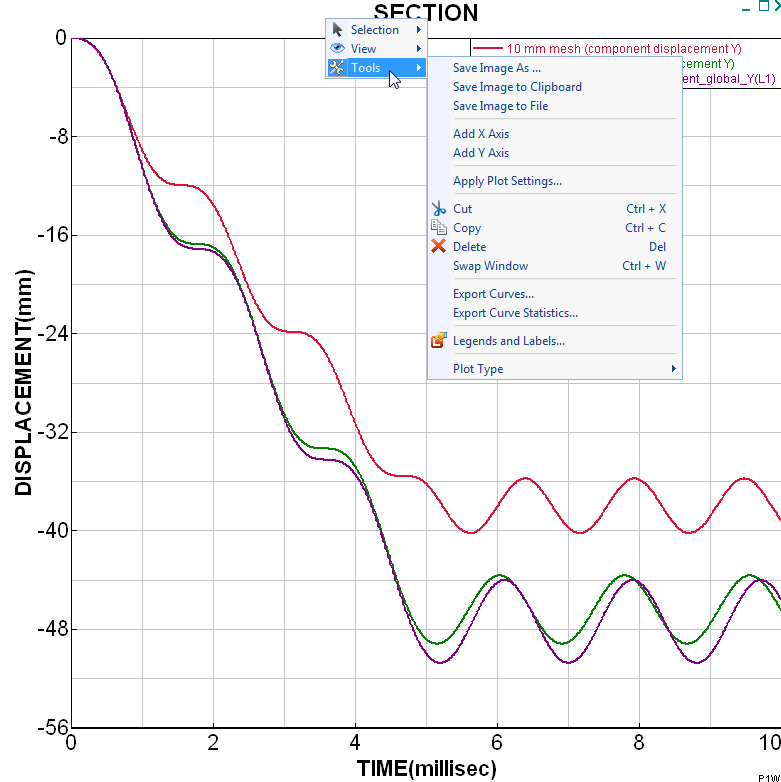 SECTION
Selection
View
Tools
10 mm mesh (component displacement Y)
cement Y)
ent_global_Y(L1)
Save Image As ...
Save Image to Clipboard
Save Image to File
Add X Axis
Add Y Axis
Apply Plot Settings...
Cut Ctrl + X
Copy Ctrl + C
Delete Del
Swap Window Ctrl + W
Export Curves...
Export Curve Statistics...
Legends and Labels...
Plot Type
DISPLACEMENT(mm)
0
-8
-16
-24
-32
-40
-48
-56
0 2 4 6 8 10
TIME(millisec)
P1W